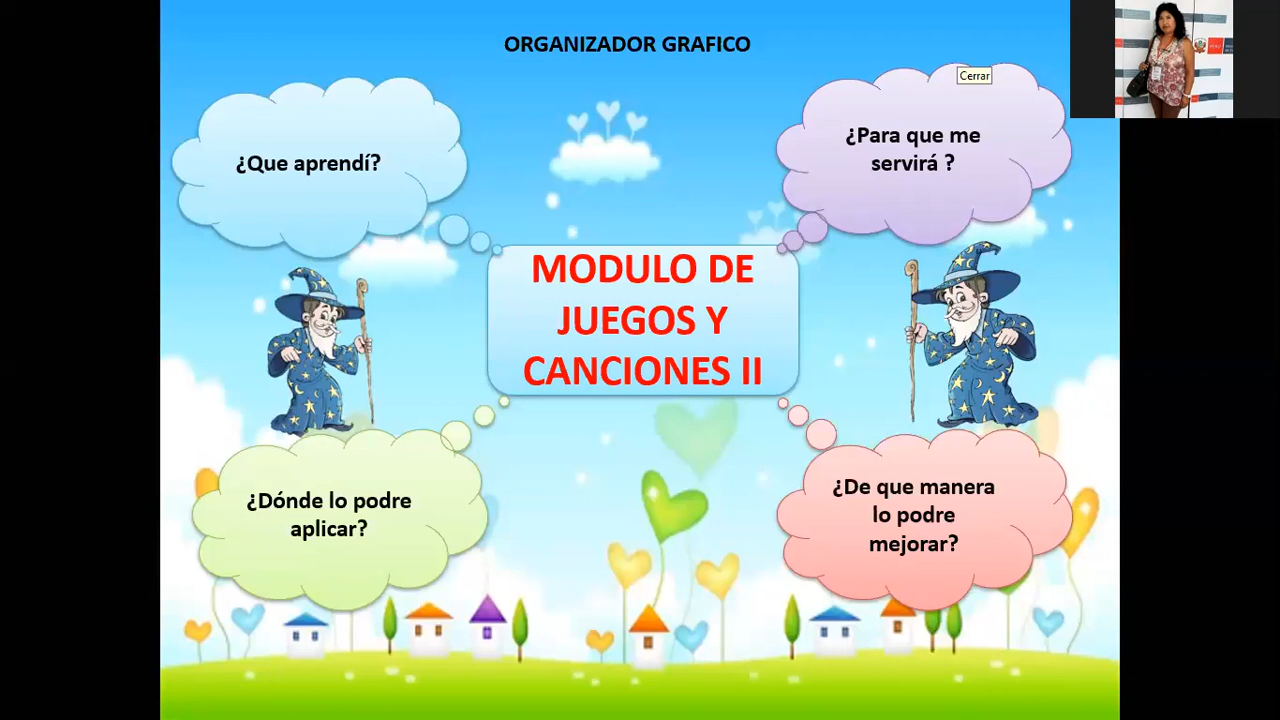 ORGANIZADOR GRAFICO
Cerrar
¿Que aprendí?
¿Para que me
servirá ?
MODULO DE
JUEGOS Y
CANCIONES II
¿Dónde lo podre
aplicar?
¿De que manera
lo podre
mejorar?